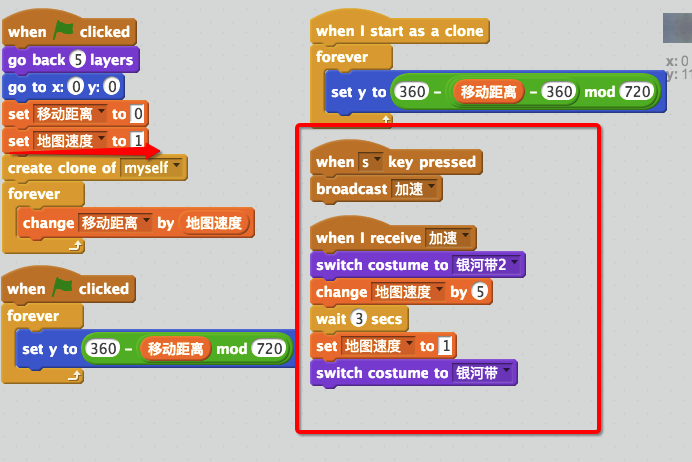 when clicked
go back 5 layers
go to x: 0 y: 0
set 移动距离 to 0
set 地图速度 to 1
create clone of myself
forever
change 移动距离 by 地图速度
when clicked
forever
set y to 360 - 移动距离 mod 720
when I start as a clone
forever
set y to 360 - 移动距离 - 360 mod 720
when s key pressed
broadcast 加速
when I receive 加速
switch costume to 银河带2
change 地图速度 by 5
wait 3 secs
set 地图速度 to 1
switch costume to 银河带
x: 0